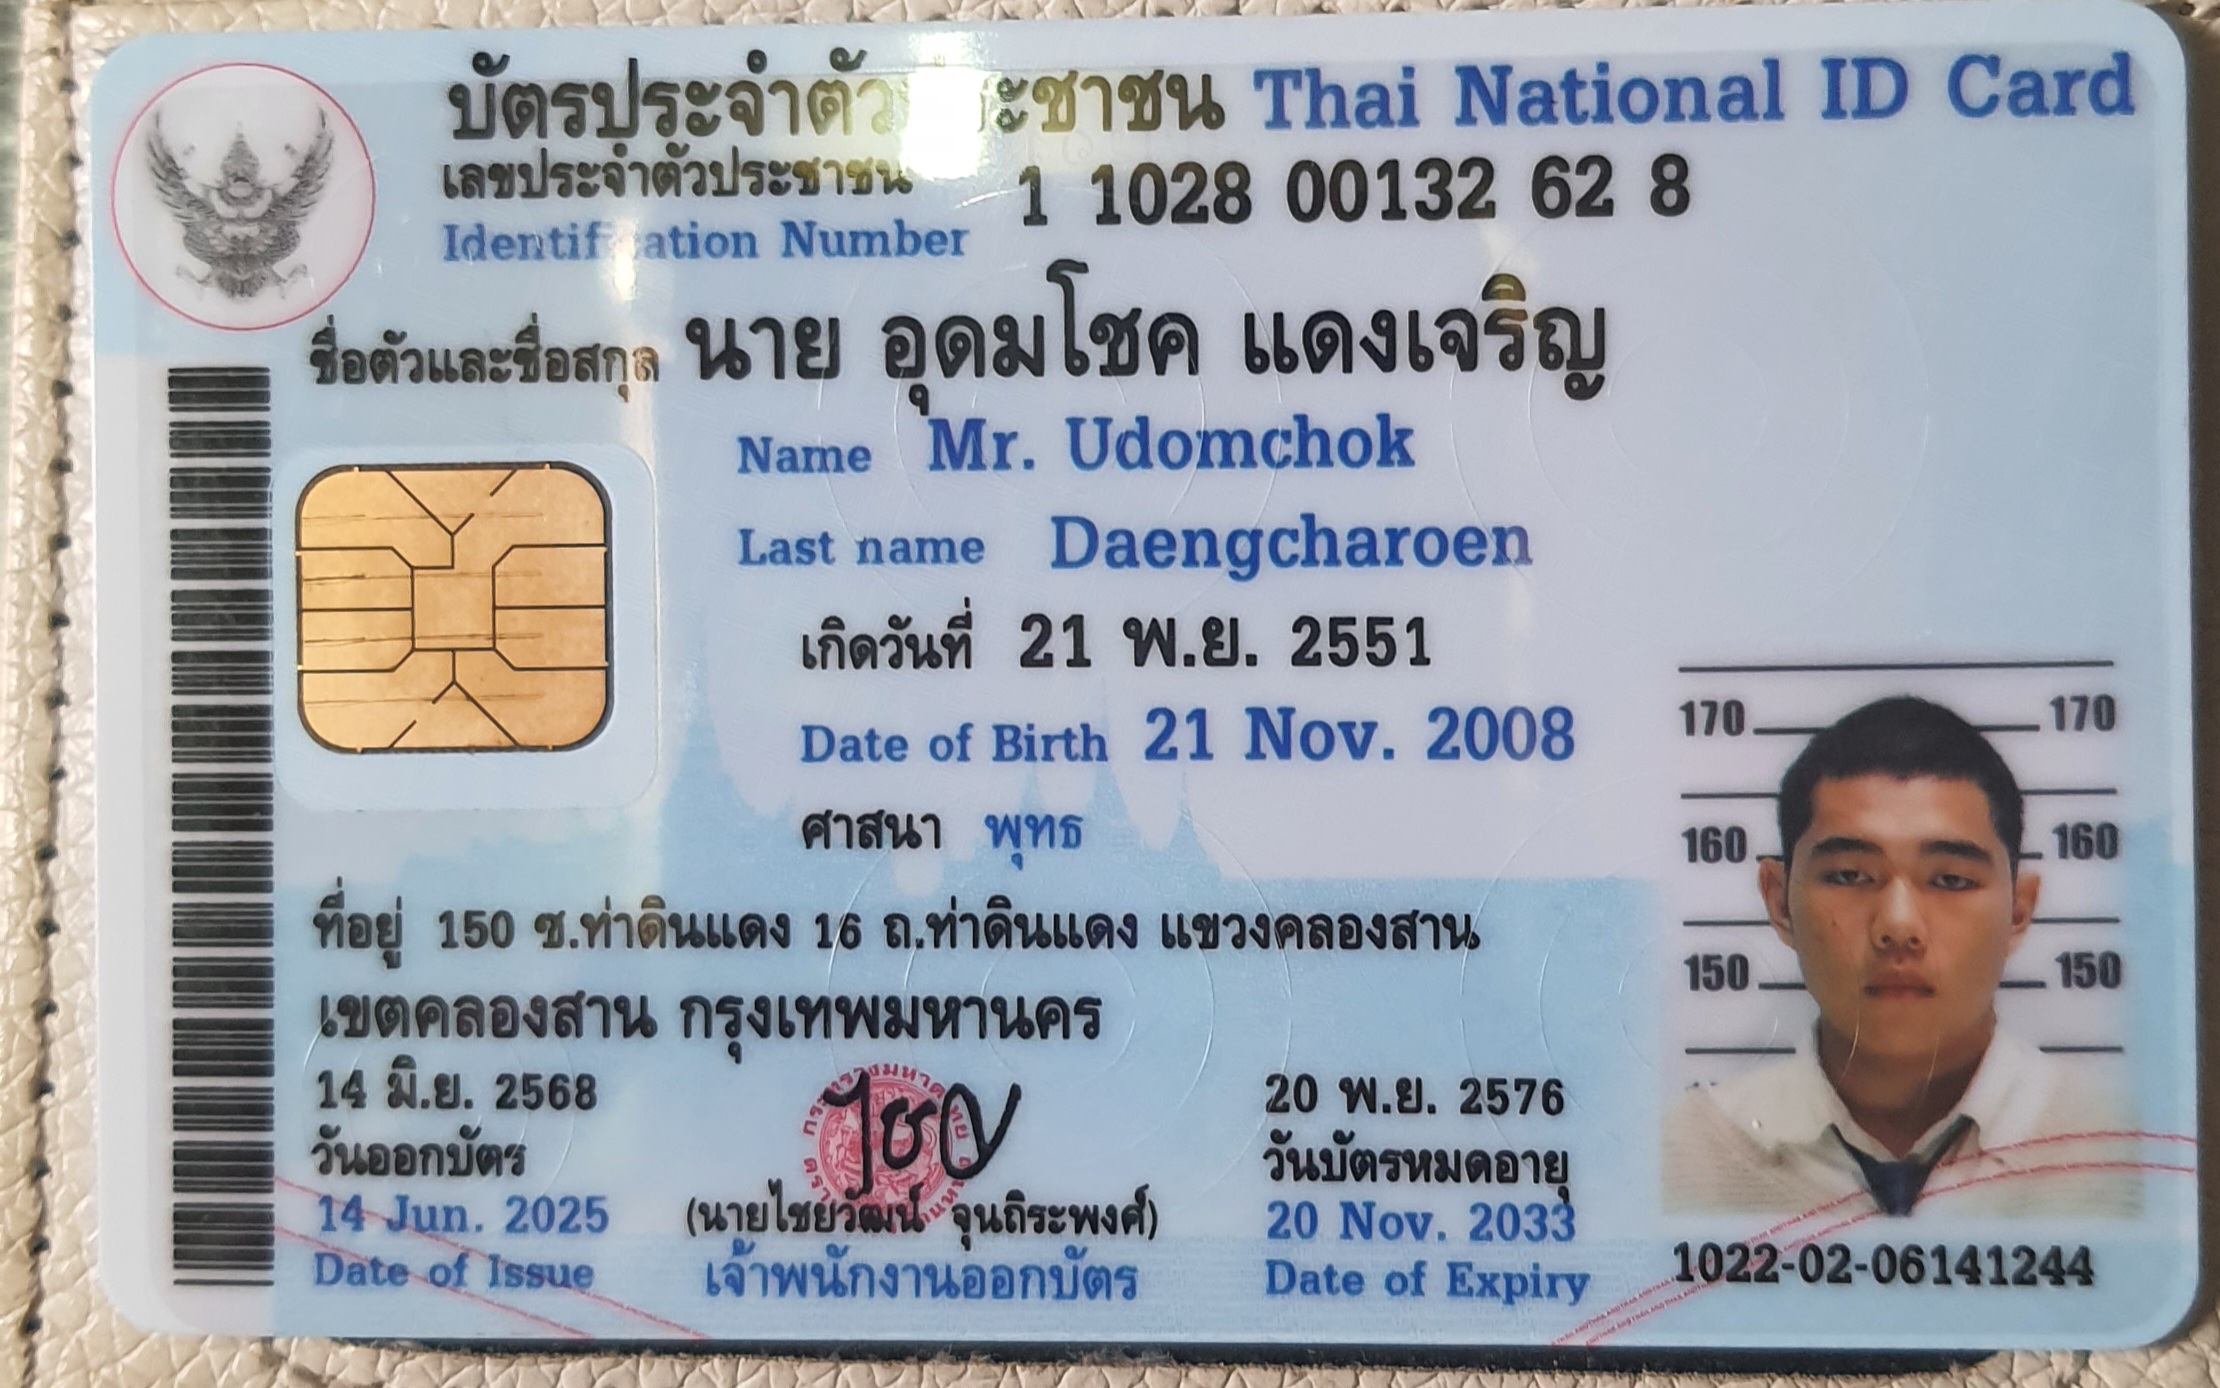 บัตรประจำตัวประชาชน Thai National ID Card
เลขประจำตัวประชาชน 1 1028 00132 62 8
Identification Number
ชื่อตัวและชื่อสกุล นาย อุดมโชค แดงเจริญ
Name Mr. Udomchok
Last name Daengcharoen
เกิดวันที่ 21 พ.ย. 2551
Date of Birth 21 Nov. 2008
ศาสนา พุทธ
ที่อยู่ 150 ซ.ท่าดินแดง 16 ถ.ท่าดินแดง แขวงคลองสาน
เขตคลองสาน กรุงเทพมหานคร
14 มิ.ย. 2568
วันออกบัตร
14 Jun. 2025
Date of Issue
(นายไชยวัฒน์ จุนถิระพงศ์)
เจ้าพนักงานออกบัตร
20 พ.ย. 2576
วันบัตรหมดอายุ
20 Nov. 2033
Date of Expiry
170 170
160 160
150 150
1022-02-06141244